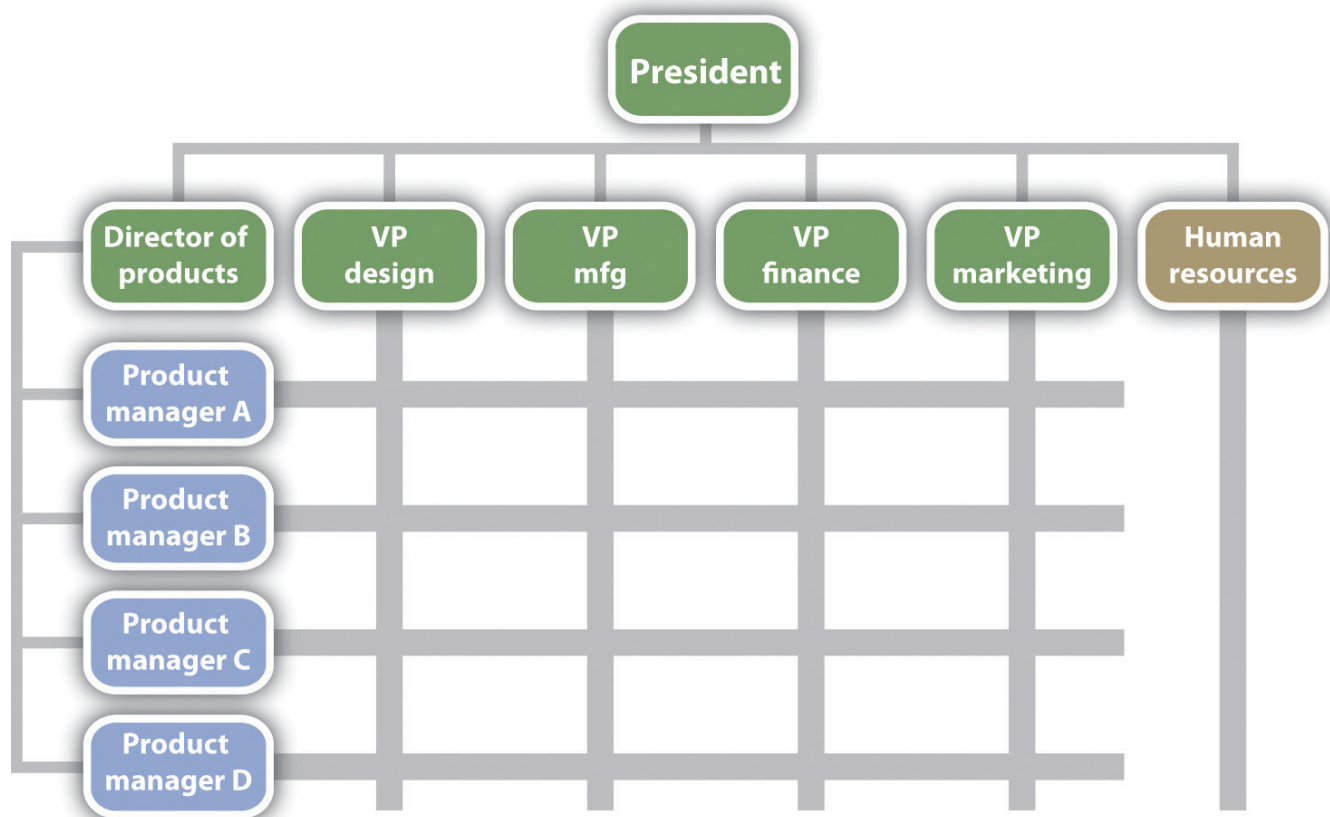 President
Director of
products
VP
design
VP
mfg
VP
finance
VP
marketing
Human
resources
Product
manager A
Product
manager B
Product
manager C
Product
manager D